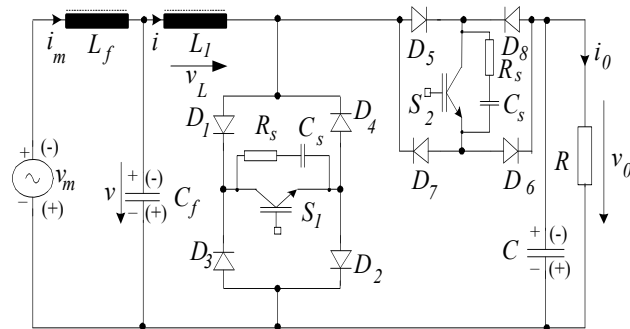 i_m
L_f
i
L_1
v_L
D_1
R_s
C_s
D_4
D_5
D_8
R_s
S_2
C_s
D_7
D_6
i_0
R
v_0
+ (-)
v_m
− (+)
v
+ (-)
C_f
− (+)
S_1
D_3
D_2
+ (-)
C
− (+)